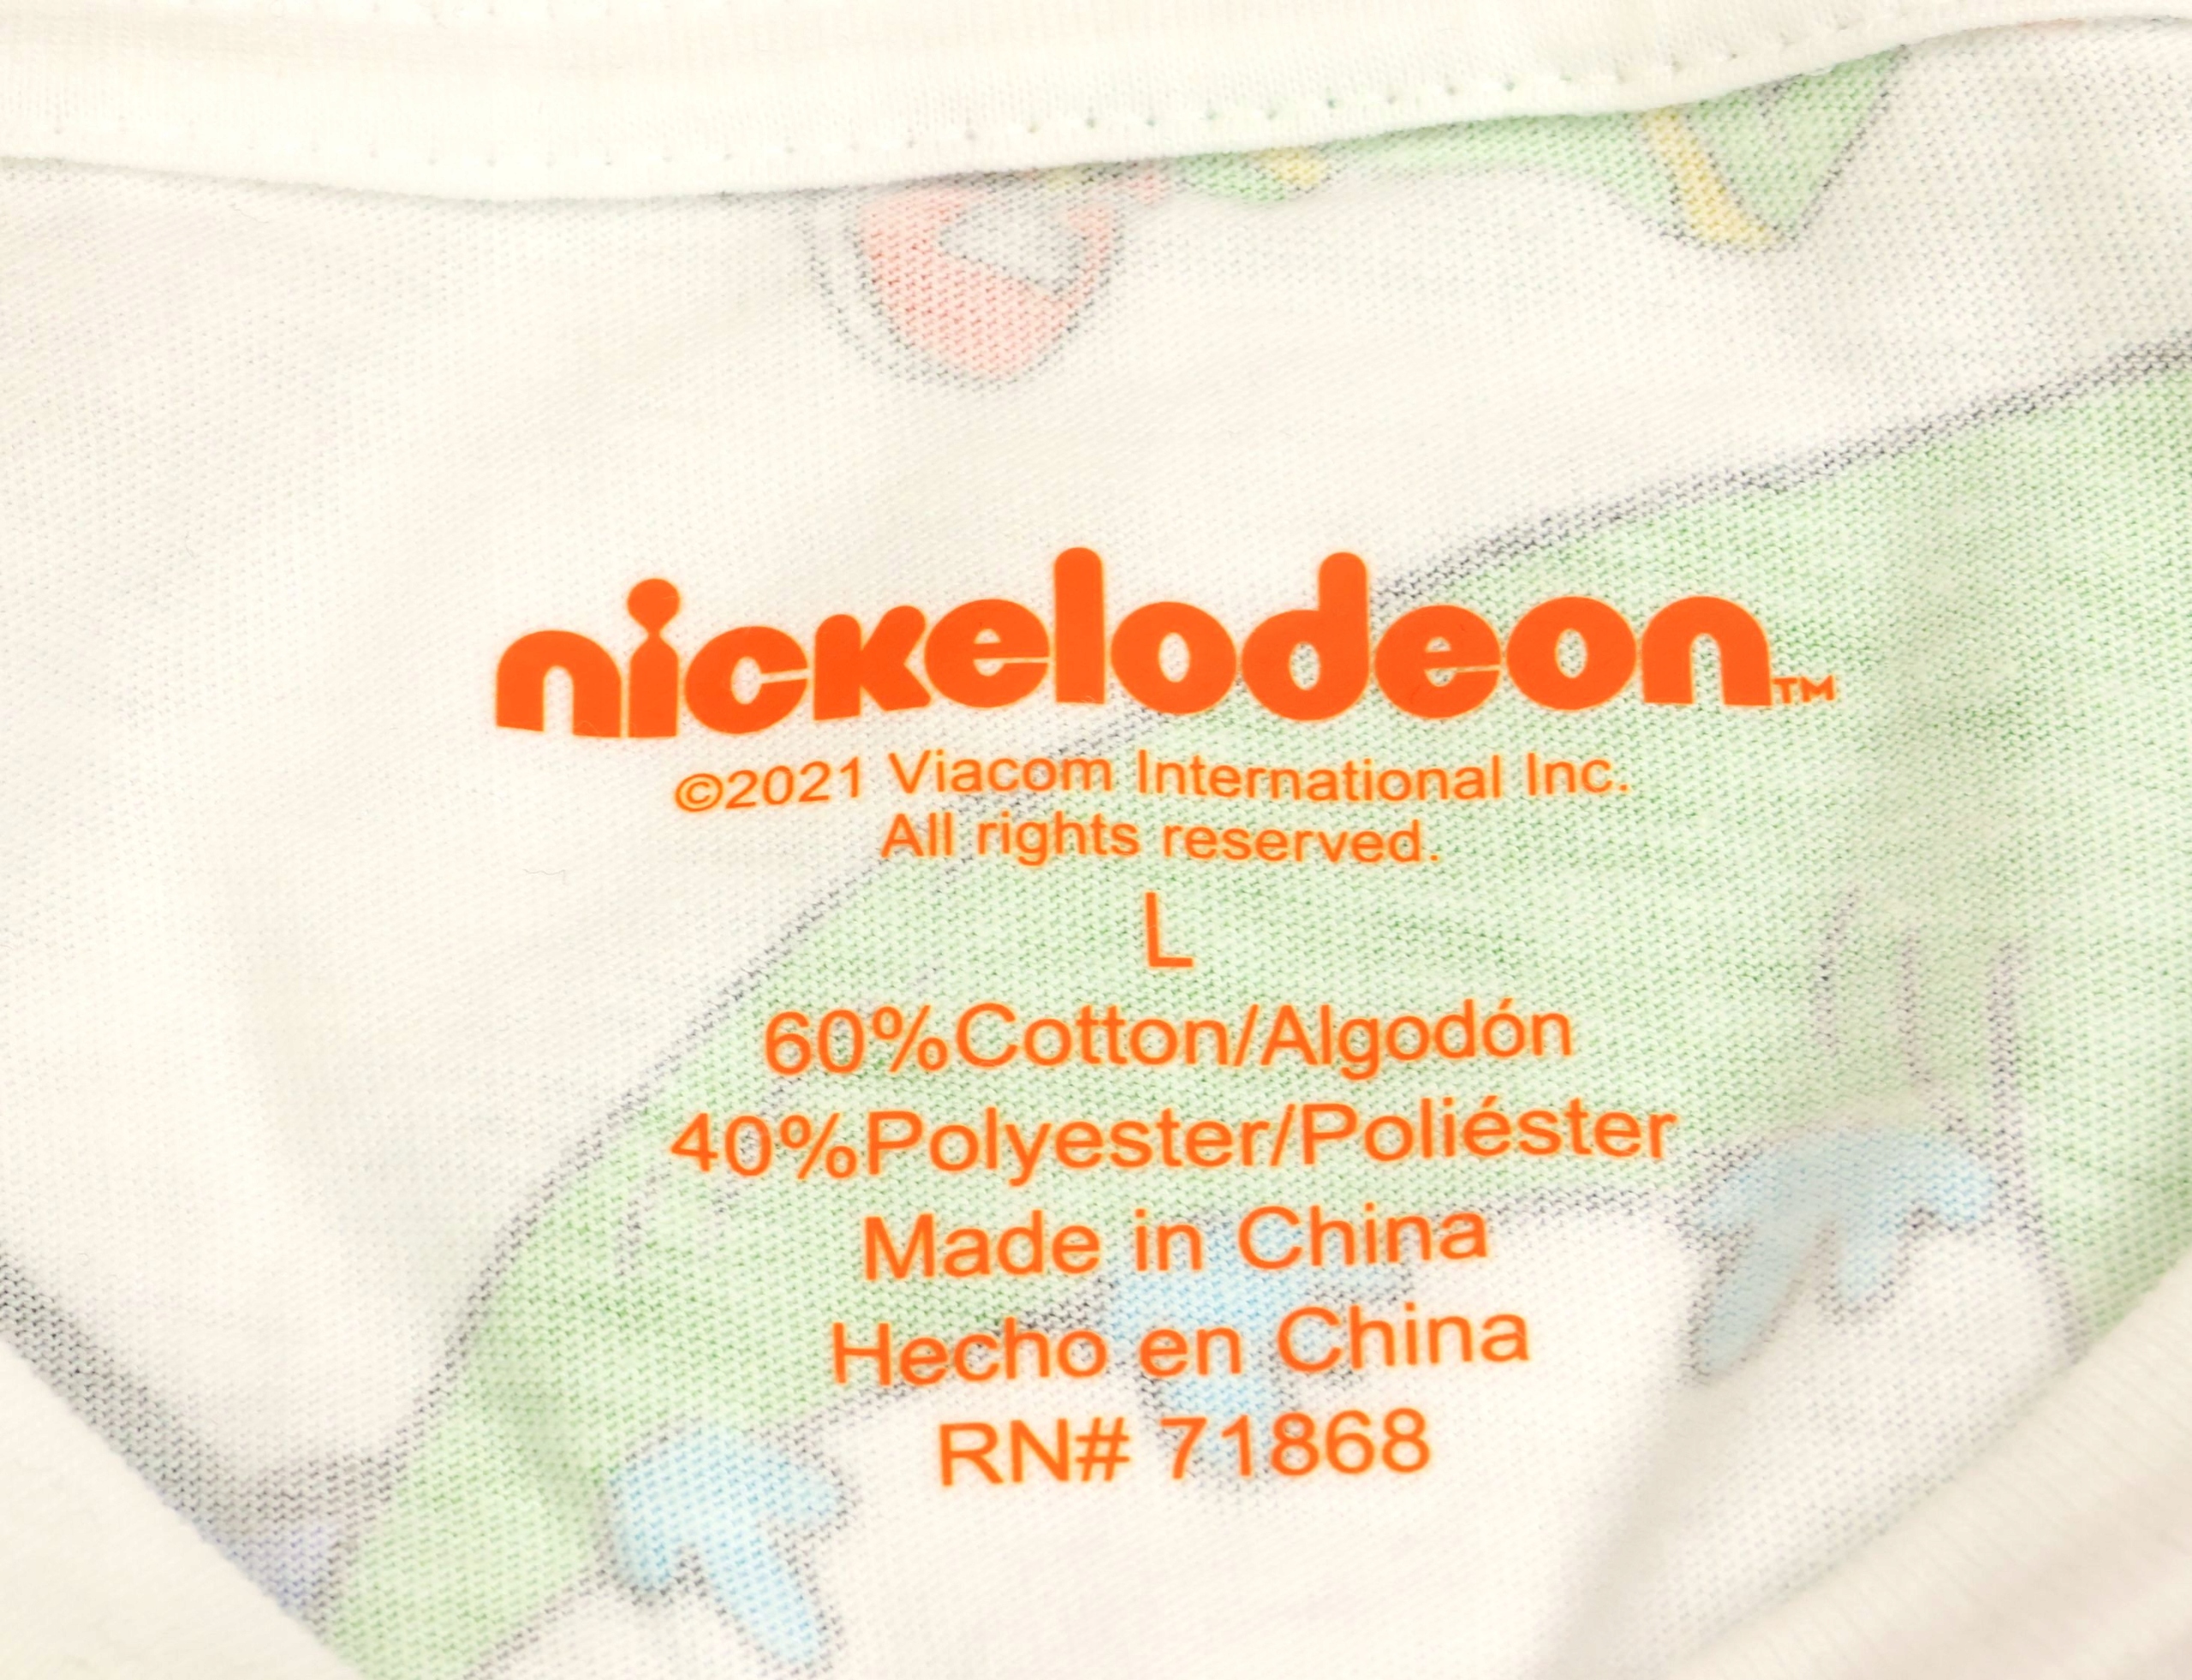 nickelodeon™
©2021 Viacom International Inc.
All rights reserved.
L
60%Cotton/Algodón
40%Polyester/Poliéster
Made in China
Hecho en China
RN# 71868